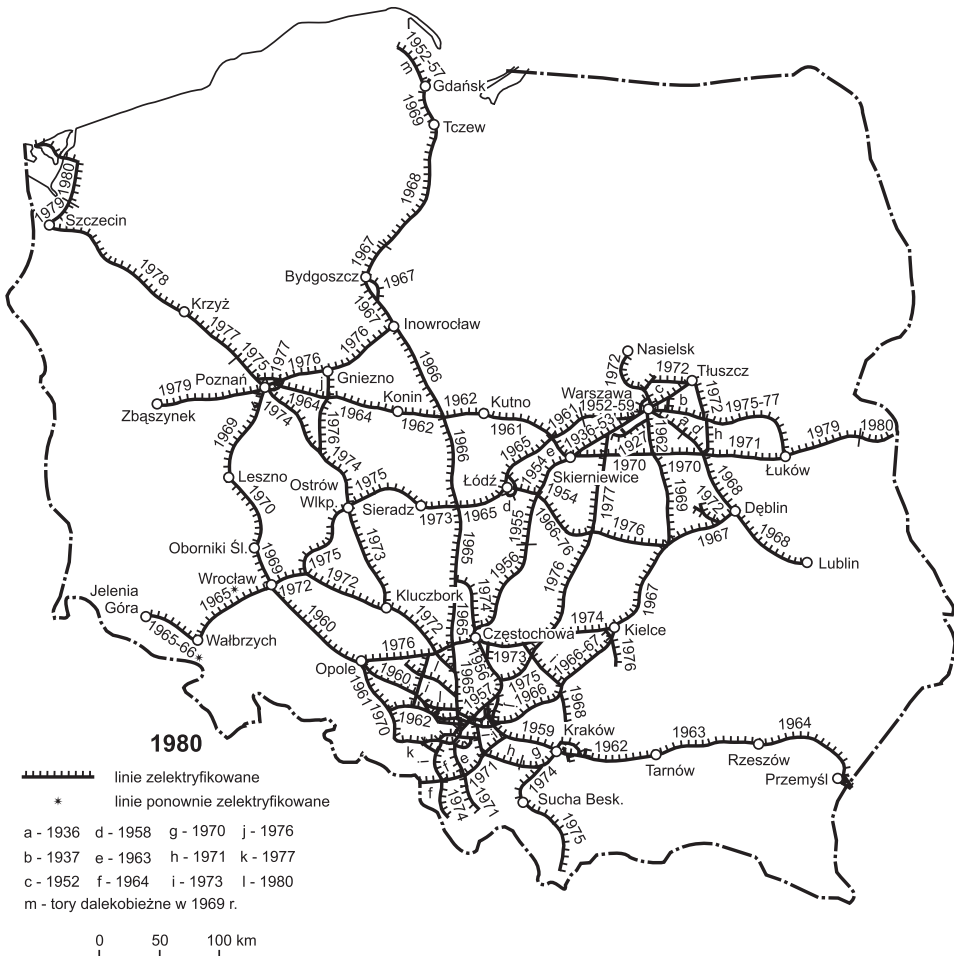 1952-57
m
Gdańsk
1969
Tczew
1968
1980
1979
Szczecin
1967
Bydgoszcz
1967
1967
1978
Krzyż
Inowrocław
1977
1976
1966
1975
1977
1976
Nasielsk
1972
1972
Tłuszcz
Poznań
j
Gniezno
Warszawa
c
b
1979
Zbąszynek
1964
1964
Konin
1962
1962
Kutno
1961
1961
1952-59
1936-53
1927
1962
a
d
h
1972
1975-77
1979
1980
1974
1969
1976
1966
1965
1954
e
Skierniewice
1970
1970
1971
Łuków
Leszno
1974
1975
Łódź
d
1954
1968
Ostrów
Wlkp.
Sieradz
1973
1965
1955
1977
1969
1972
Dęblin
1970
1966-76
1976
1967
1968
Oborniki Śl.
1973
1965
1956
1976
Lublin
1969
1975
Wrocław
1965*
1972
1972
Kluczbork
1974
1967
Jelenia
Góra
1965-66
*
Wałbrzych
1960
1972
1965
Częstochowa
1974
Kielce
1976
Opole
1976
1973
1956
1975
1966-67
i
1960
1965
1966
1961
1970
1962
i
l
1957
1968
k
i
e
i
h
g
1959
Kraków
1962
1963
1964
Tarnów
Rzeszów
Przemyśl
f
f
1974
1971
1971
1974
Sucha Besk.
1975
1980
linie zelektryfikowane
* linie ponownie zelektryfikowane
a - 1936 d - 1958 g - 1970 j - 1976
b - 1937 e - 1963 h - 1971 k - 1977
c - 1952 f - 1964 i - 1973 l - 1980
m - tory dalekobieżne w 1969 r.
0 50 100 km